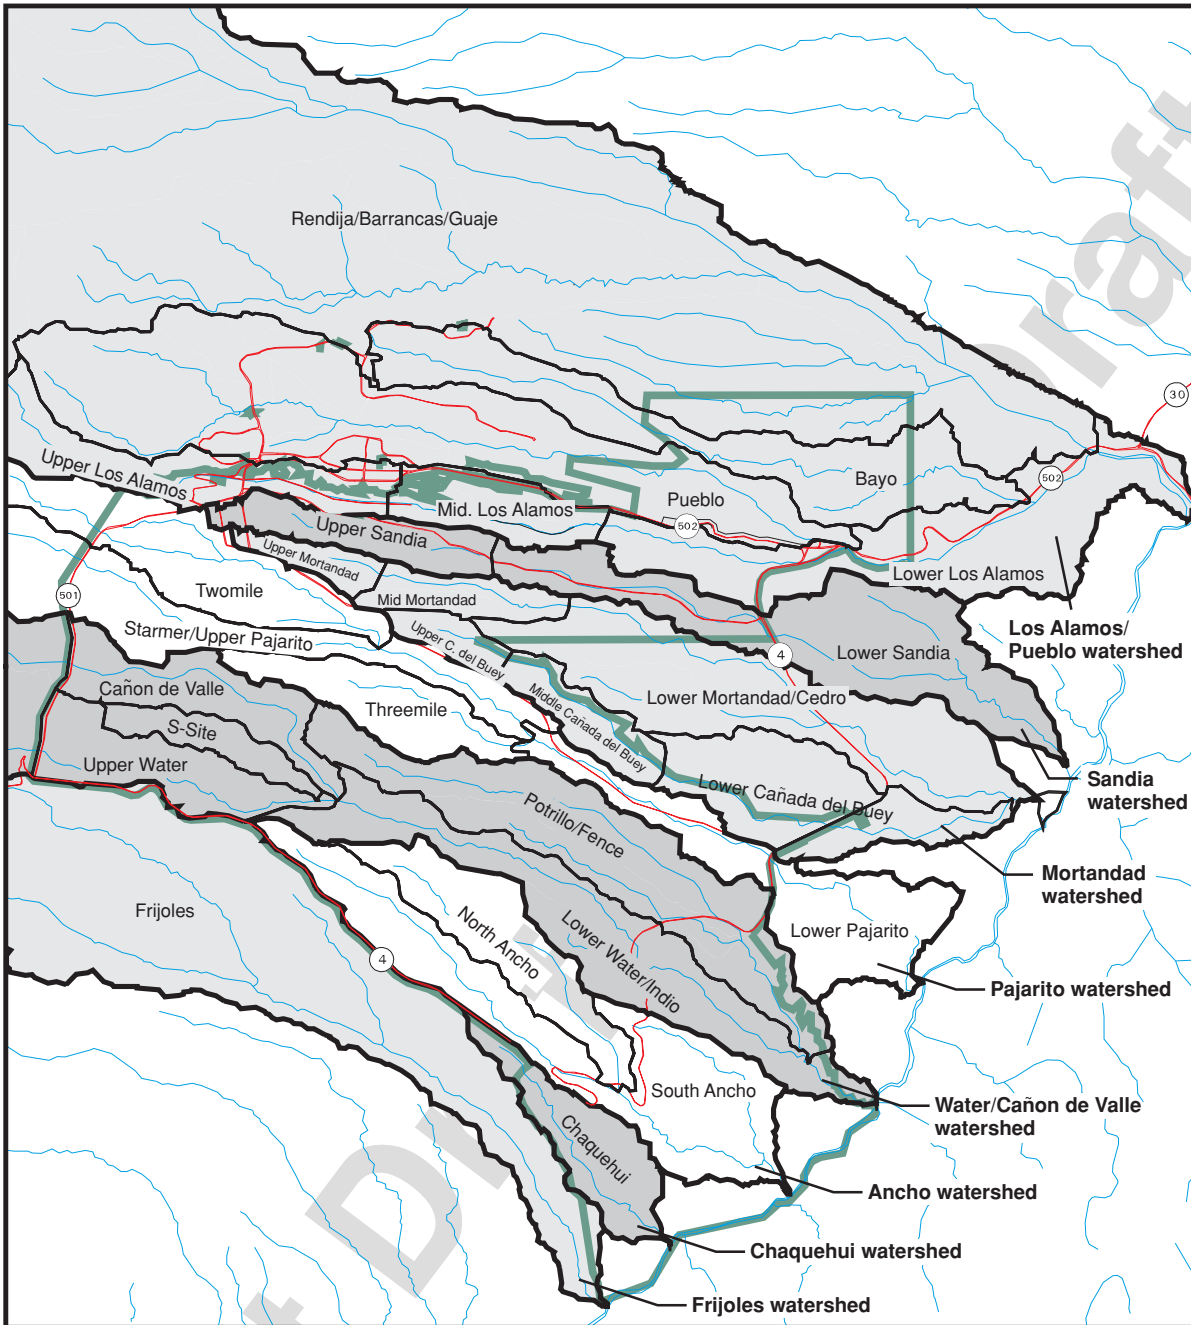 Rendija/Barrancas/Guaje
30
Upper Los Alamos
Mid. Los Alamos
Pueblo
502
Bayo
502
Upper Sandia
Upper Mortandad
Lower Los Alamos
501
Twomile
Mid Mortandad
Starmer/Upper Pajarito
Upper C. del Buey
4
Lower Sandia
Los Alamos/
Pueblo watershed
Cañon de Valle
S-Site
Upper Water
Threemile
Middle Cañada del Buey
Lower Mortandad/Cedro
Lower Cañada del Buey
Sandia
watershed
Potrillo/Fence
Mortandad
watershed
Frijoles
North Ancho
4
Lower Water/Indio
Lower Pajarito
Pajarito watershed
South Ancho
Water/Cañon de Valle
watershed
Chaquehui
Ancho watershed
Chaquehui watershed
Frijoles watershed
Draft